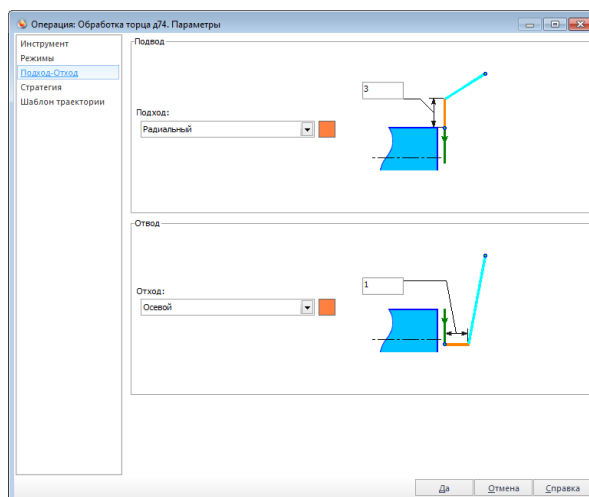 Операция: Обработка торца д74. Параметры
Инструмент
Режимы
Подход-Отход
Стратегия
Шаблон траектории
Подвод
3
Подход:
Радиальный
Отвод
1
Отход:
Осевой
Да
Отмена
Справка